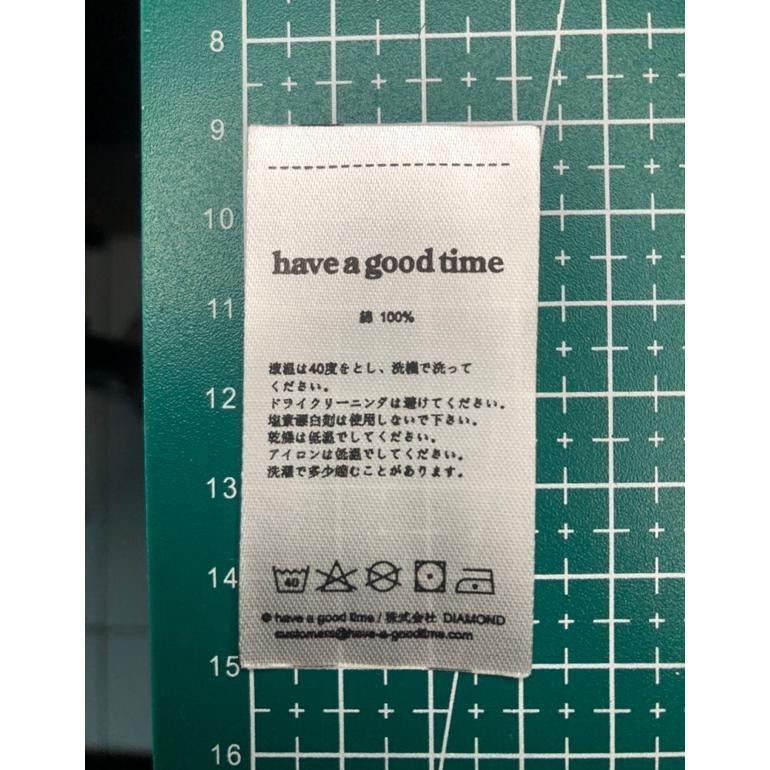 8
9
10
11
12
13
14
15
16
have a good time
綿 100%
液温は40度をとし、洗機で洗って
ください。
ドライクリーニングは避けてください。
塩素漂白剤は使用しないで下さい。
乾燥は低温でしてください。
アイロンは低温でしてください。
洗濯で多少縮むことがあります。
40
© have a good time / 株式会社 DIAMOND
customers@have-a-goodtime.com